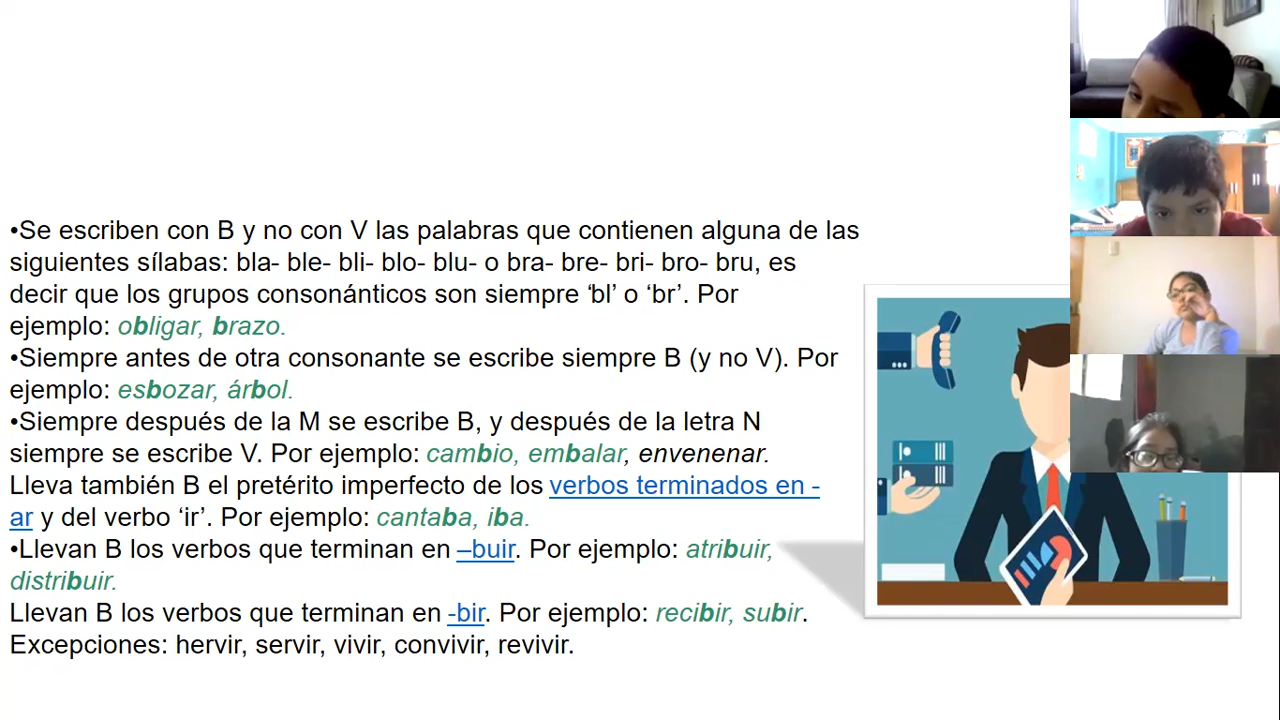 •Se escriben con B y no con V las palabras que contienen alguna de las
siguientes sílabas: bla- ble- bli- blo- blu- o bra- bre- bri- bro- bru, es
decir que los grupos consonánticos son siempre ‘bl’ o ‘br’. Por
ejemplo: obligar, brazo.
•Siempre antes de otra consonante se escribe siempre B (y no V). Por
ejemplo: esbozar, árbol.
•Siempre después de la M se escribe B, y después de la letra N
siempre se escribe V. Por ejemplo: cambio, embalar, envenenar.
Lleva también B el pretérito imperfecto de los verbos terminados en -
ar y del verbo ‘ir’. Por ejemplo: cantaba, iba.
•Llevan B los verbos que terminan en –buir. Por ejemplo: atribuir,
distribuir.
Llevan B los verbos que terminan en -bir. Por ejemplo: recibir, subir.
Excepciones: hervir, servir, vivir, convivir, revivir.